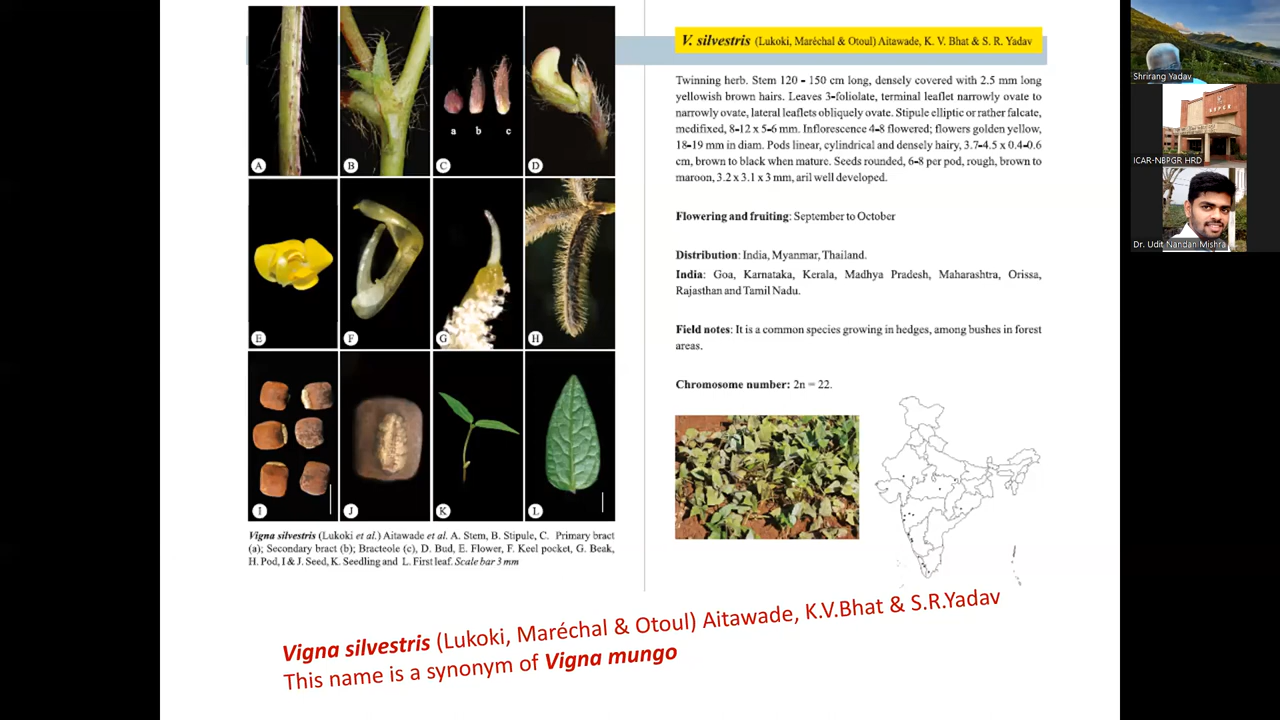 A
B
a b c
C
D
E
F
G
H
I
J
K
L
Vigna silvestris (Lukoki et al.) Aitawade et al. A. Stem, B. Stipule, C. Primary bract
(a); Secondary bract (b); Bracteole (c), D. Bud, E. Flower, F. Keel pocket, G. Beak,
H. Pod, I & J. Seed, K. Seedling and L. First leaf. Scale bar 3 mm
V. silvestris (Lukoki, Maréchal & Otoul) Aitawade, K. V. Bhat & S. R. Yadav
Twinning herb. Stem 120 - 150 cm long, densely covered with 2.5 mm long
yellowish brown hairs. Leaves 3-foliolate, terminal leaflet narrowly ovate to
narrowly ovate, lateral leaflets obliquely ovate. Stipule elliptic or rather falcate,
medifixed, 8-12 x 5-6 mm. Inflorescence 4-8 flowered; flowers golden yellow,
18-19 mm in diam. Pods linear, cylindrical and densely hairy, 3.7-4.5 x 0.4-0.6
cm, brown to black when mature. Seeds rounded, 6-8 per pod, rough, brown to
maroon, 3.2 x 3.1 x 3 mm, aril well developed.
Flowering and fruiting: September to October
Distribution: India, Myanmar, Thailand.
India: Goa, Karnataka, Kerala, Madhya Pradesh, Maharashtra, Orissa,
Rajasthan and Tamil Nadu.
Field notes: It is a common species growing in hedges, among bushes in forest
areas.
Chromosome number: 2n = 22.
Vigna silvestris (Lukoki, Maréchal & Otoul) Aitawade, K.V.Bhat & S.R.Yadav
This name is a synonym of Vigna mungo
Shrirang Yadav
ICAR-NBPGR HRD
Dr. Udit Nandan Mishra